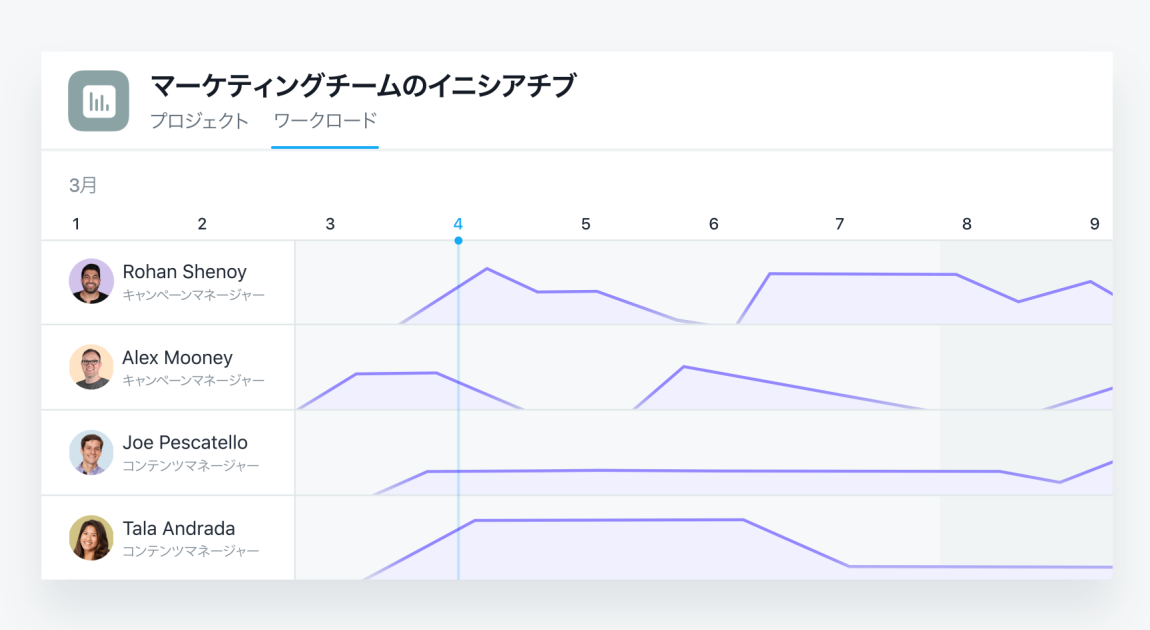 マーケティングチームのイニシアチブ
プロジェクト ワークロード
3月
1 2 3 4 5 6 7 8 9
Rohan Shenoy
キャンペーンマネージャー
Alex Mooney
キャンペーンマネージャー
Joe Pescatello
コンテンツマネージャー
Tala Andrada
コンテンツマネージャー